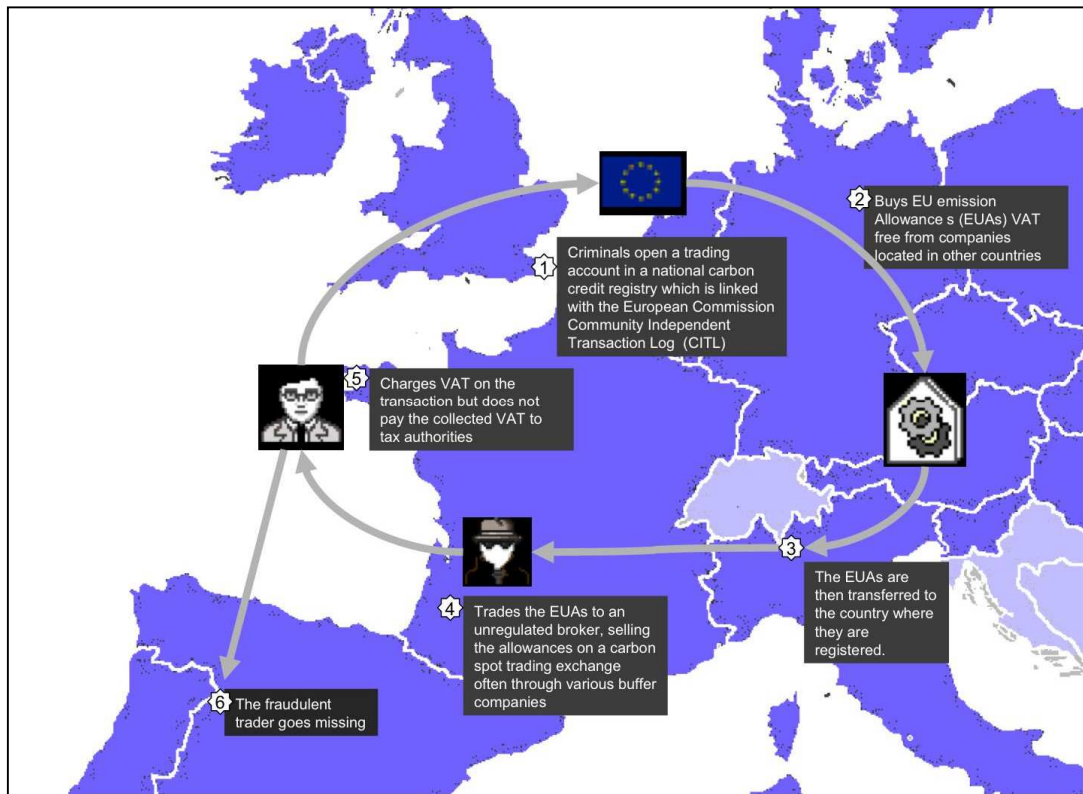 1
Criminals open a trading
account in a national carbon
credit registry which is linked
with the European Commission
Community Independent
Transaction Log (CITL)
2
Buys EU emission
Allowance s (EUAs) VAT
free from companies
located in other countries
3
The EUAs are
then transferred to
the country where
they are
registered.
4
Trades the EUAs to an
unregulated broker, selling
the allowances on a carbon
spot trading exchange
often through various buffer
companies
5
Charges VAT on the
transaction but does not
pay the collected VAT to
tax authorities
6
The fraudulent
trader goes missing